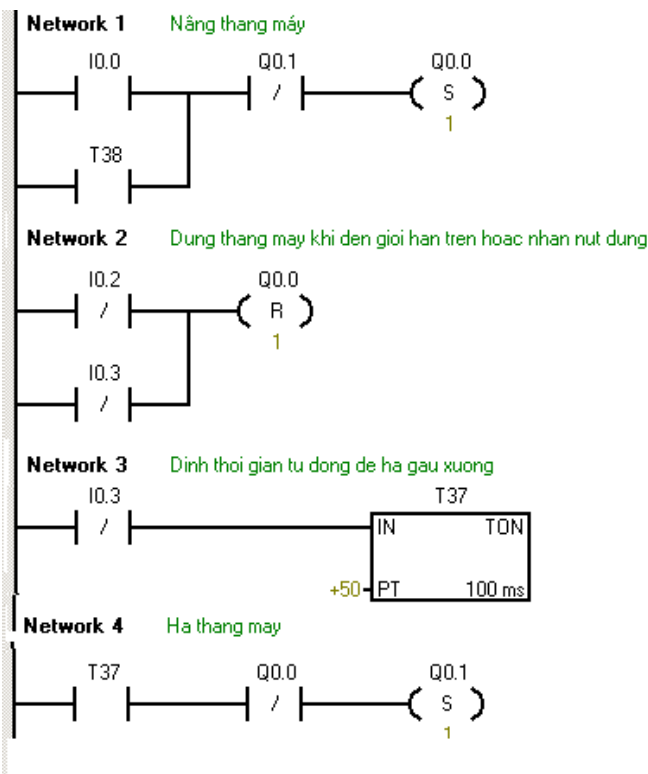 Network 1 Nâng thang máy
I0.0 Q0.1 Q0.0
/ S
1
T38
Network 2 Dung thang may khi den gioi han tren hoac nhan nut dung
I0.2 Q0.0
/ R
1
I0.3
/
Network 3 Dinh thoi gian tu dong de ha gau xuong
I0.3 T37
/ IN TON
+50 PT 100 ms
Network 4 Ha thang may
T37 Q0.0 Q0.1
/ S
1